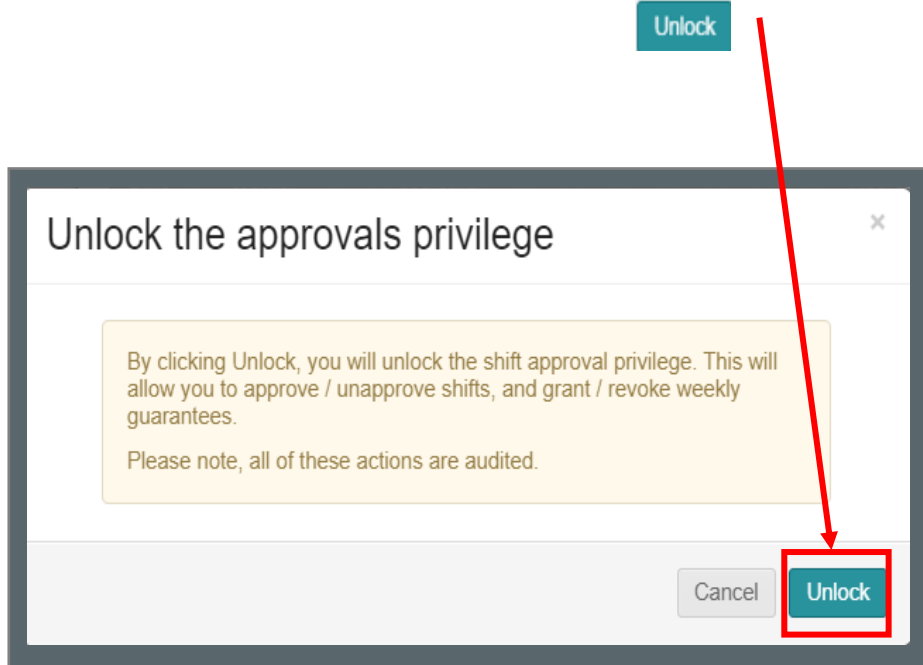 Unlock
Unlock the approvals privilege
×
By clicking Unlock, you will unlock the shift approval privilege. This will
allow you to approve / unapprove shifts, and grant / revoke weekly
guarantees.
Please note, all of these actions are audited.
Cancel Unlock